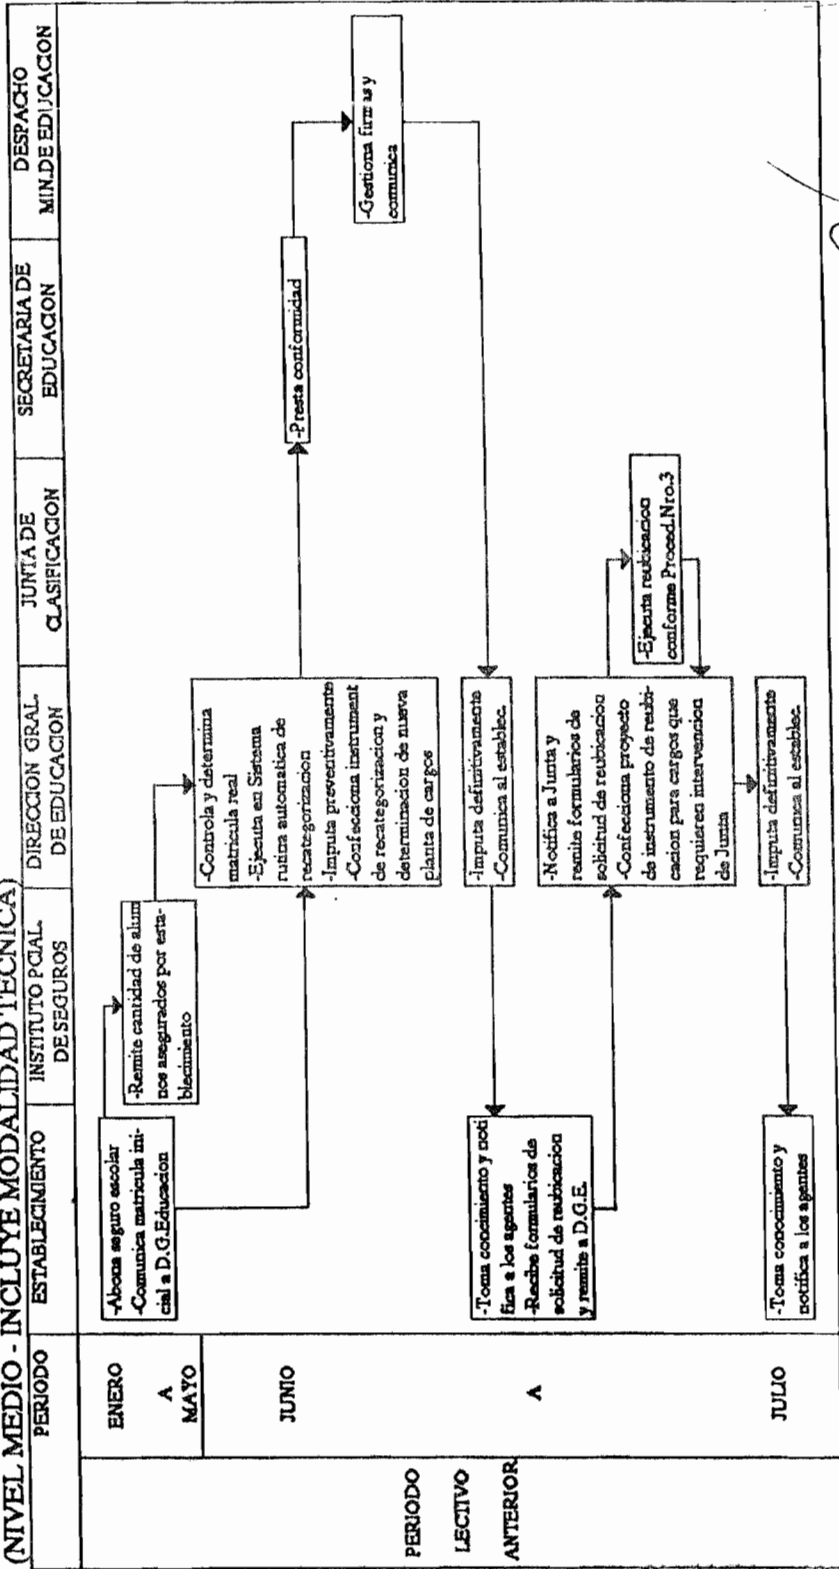 (NIVEL MEDIO - INCLUYE MODALIDAD TECNICA)
PERIODO
ESTABLECIMIENTO
INSTITUTO PCIAL.
DE SEGUROS
DIRECCION GRAL.
DE EDUCACION
JUNTA DE
CLASIFICACION
SECRETARIA DE
EDUCACION
DESPACHO
MIN.DE EDUCACION
PERIODO
LECTIVO
ANTERIOR
ENERO
A
MAYO
-Abona seguro escolar
-Comunica matricula ini-
cial a D.G.Educacion
-Remite cantidad de alum
nos asegurados por esta-
blecimiento
JUNIO
-Controla y determina
matricula real
-Ejecuta en Sistema
rutina automatica de
recategorizacion
-Imputa preventivamente
-Confecciona instrument
de recategorizacion y
determinacion de nueva
planta de cargos
-Presta conformidad
-Gestiona firmas y
comunica
-Imputa definitivamente
-Comunica al establec.
A
-Toma concimiento y noti
fica a los agentes
-Recibe formularios de
solicitud de reubicacion
y remite a D.G.E.
-Notifica a Junta y
remite formularios de
solicitud de reubicacion
-Confecciona proyecto
de instrumento de reubi-
cacion para cargos que
requieren intervencion
de Junta
-Ejecuta reubicacion
conforme Proced.Nro.3
JULIO
-Imputa definitivamente
-Comunica al establec.
-Toma conocimiento y
notifica a los agentes